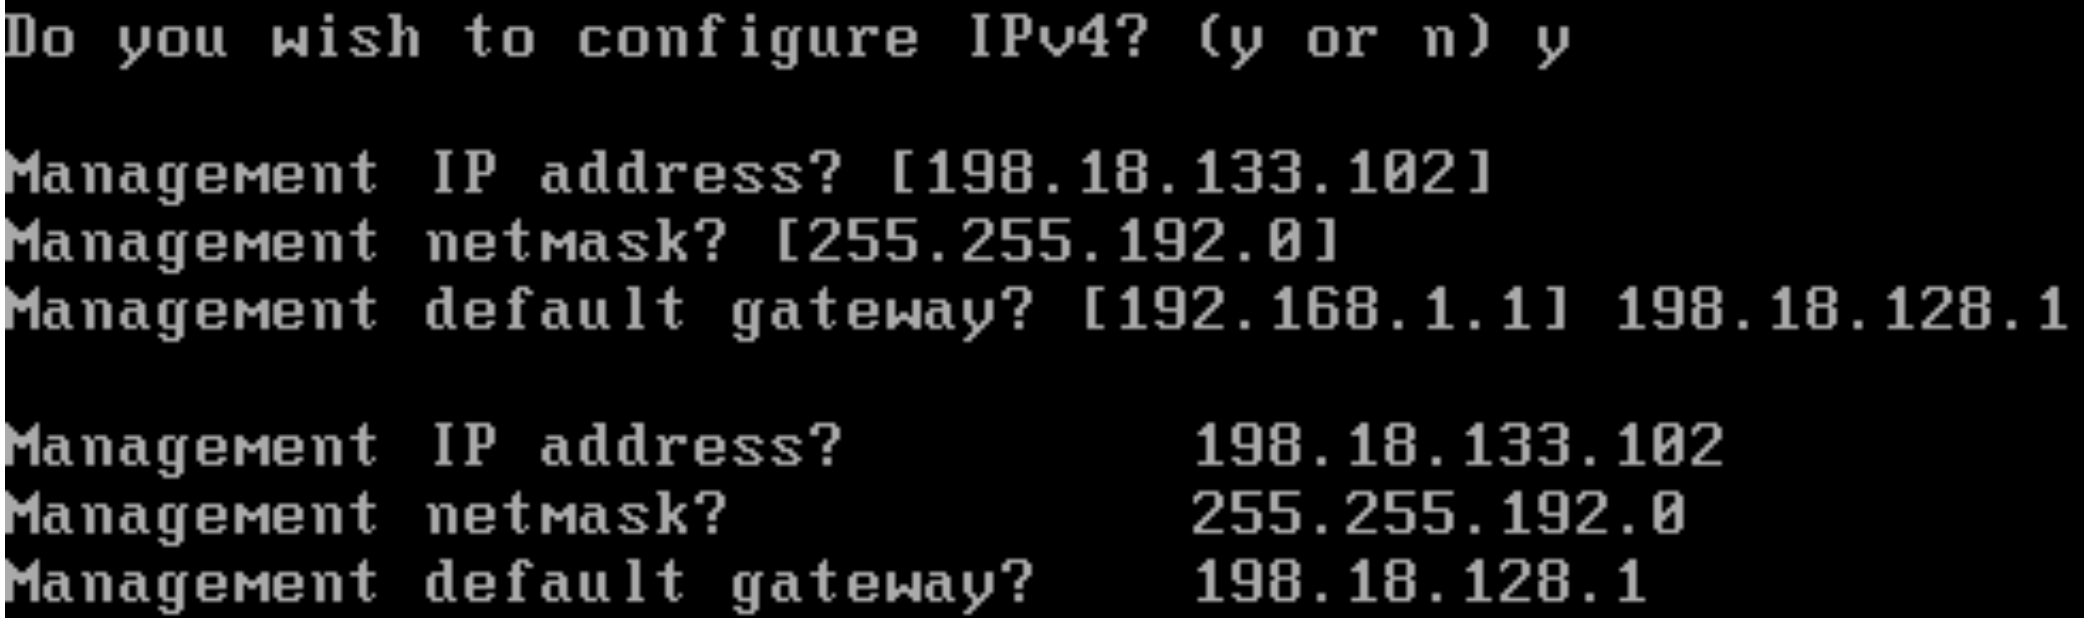 Do you wish to configure IPv4? (y or n) y
Management IP address? [198.18.133.102]
Management netmask? [255.255.192.0]
Management default gateway? [192.168.1.1] 198.18.128.1
Management IP address? 198.18.133.102
Management netmask? 255.255.192.0
Management default gateway? 198.18.128.1